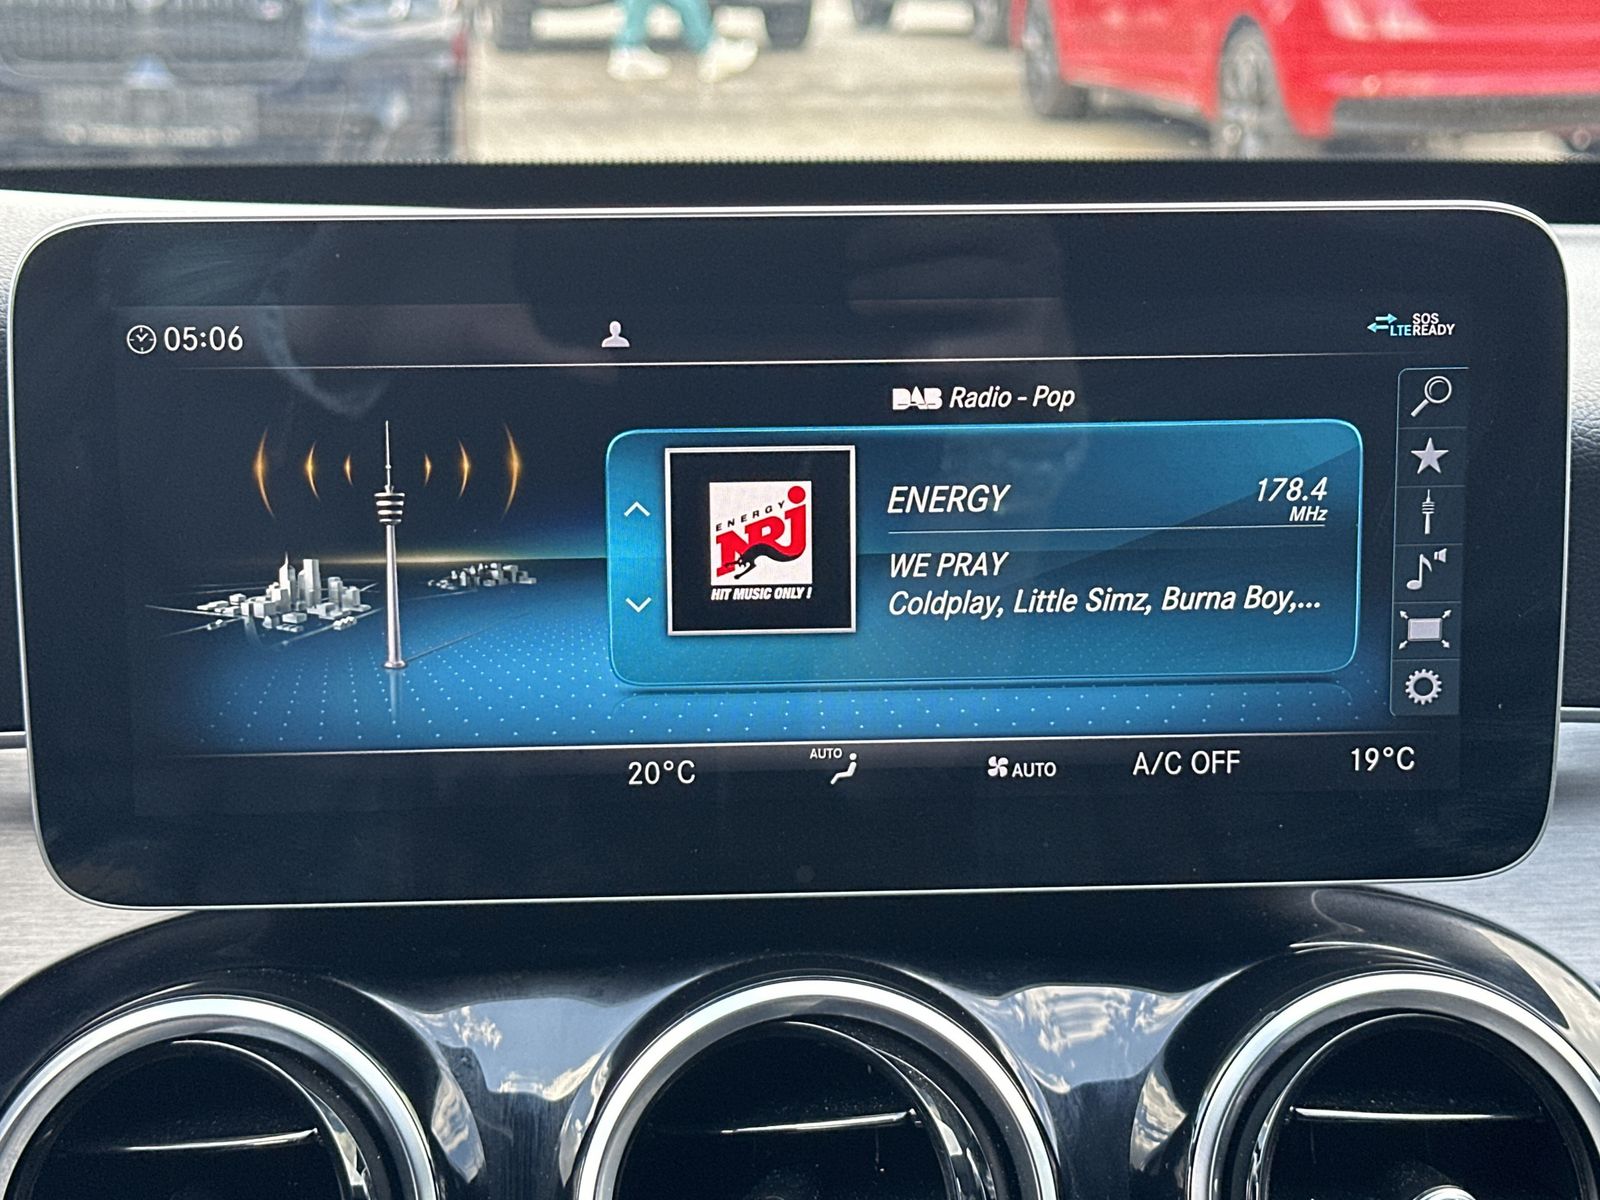 05:06
SOS
LTE READY
DAB Radio - Pop
ENERGY
NRJ
HIT MUSIC ONLY !
ENERGY
178.4
MHz
WE PRAY
Coldplay, Little Simz, Burna Boy,...
20°C
AUTO
AUTO
A/C OFF
19°C